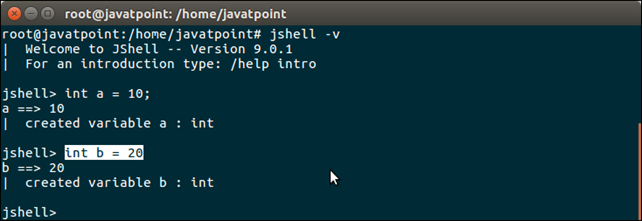 root@javatpoint: /home/javatpoint
root@javatpoint:/home/javatpoint# jshell -v
|  Welcome to JShell -- Version 9.0.1
|  For an introduction type: /help intro
jshell> int a = 10;
a ==> 10
|  created variable a : int
jshell> int b = 20
b ==> 20
|  created variable b : int
jshell>